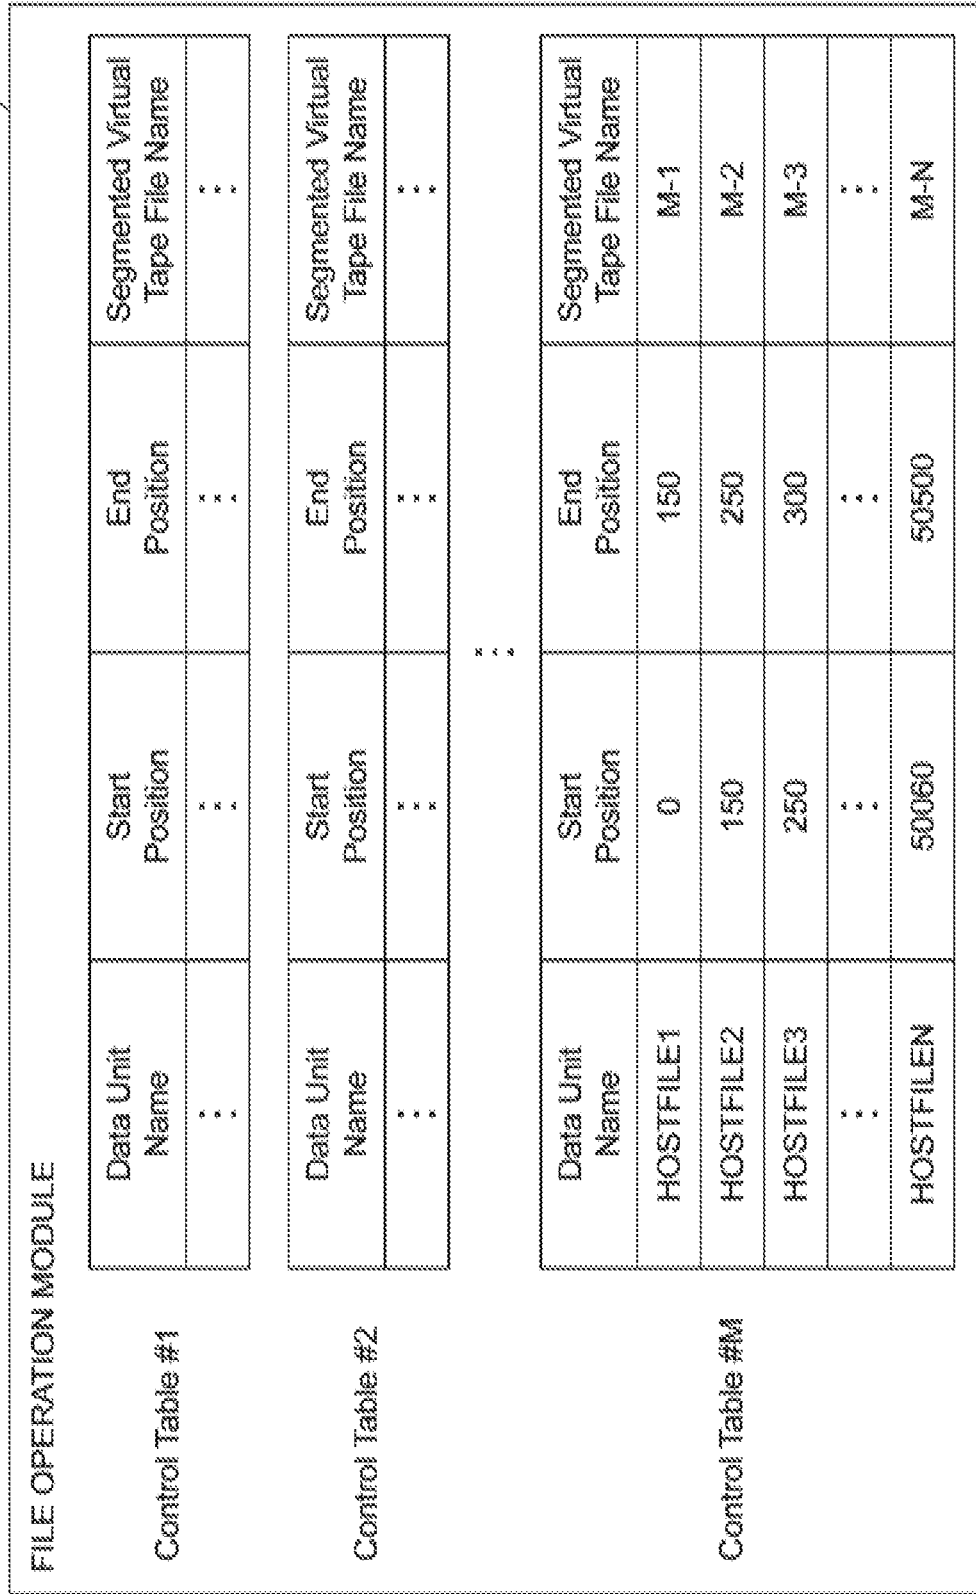 FILE OPERATION MODULE
Control Table #1
Data Unit Name | Start Position | End Position | Segmented Virtual Tape File Name
... | ... | ... | ...
Control Table #2
Data Unit Name | Start Position | End Position | Segmented Virtual Tape File Name
... | ... | ... | ...
...
Control Table #M
Data Unit Name | Start Position | End Position | Segmented Virtual Tape File Name
HOSTFILE1 | 0 | 150 | M-1
HOSTFILE2 | 150 | 250 | M-2
HOSTFILE3 | 250 | 300 | M-3
... | ... | ... | ...
HOSTFILEN | 50060 | 50500 | M-N